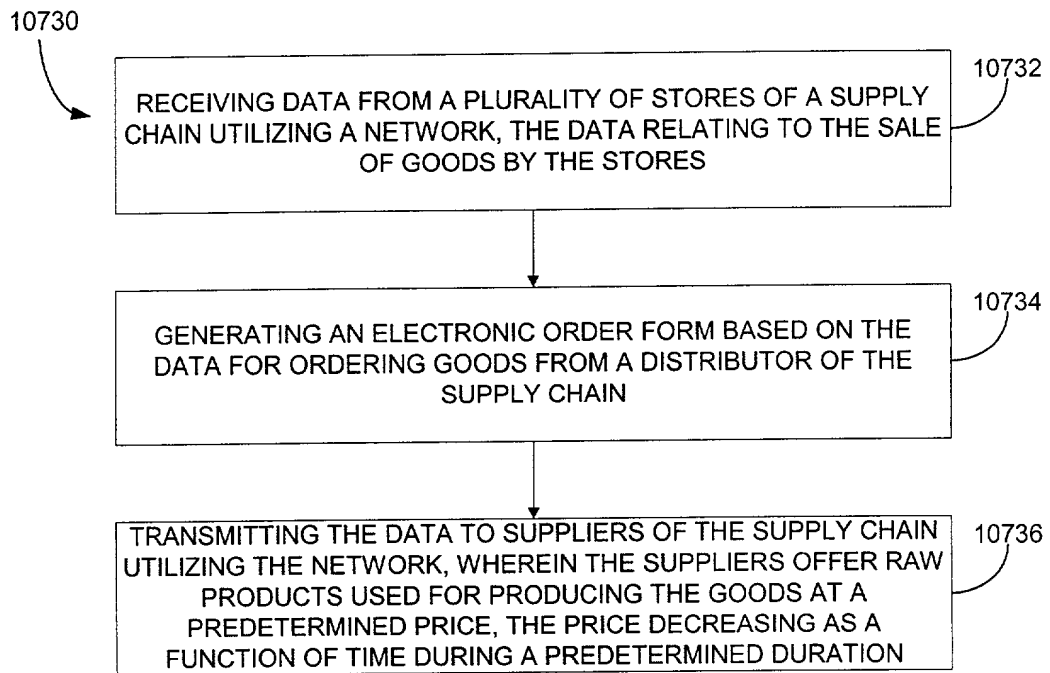 10730
RECEIVING DATA FROM A PLURALITY OF STORES OF A SUPPLY
CHAIN UTILIZING A NETWORK, THE DATA RELATING TO THE SALE
OF GOODS BY THE STORES
10732
GENERATING AN ELECTRONIC ORDER FORM BASED ON THE
DATA FOR ORDERING GOODS FROM A DISTRIBUTOR OF THE
SUPPLY CHAIN
10734
TRANSMITTING THE DATA TO SUPPLIERS OF THE SUPPLY CHAIN
UTILIZING THE NETWORK, WHEREIN THE SUPPLIERS OFFER RAW
PRODUCTS USED FOR PRODUCING THE GOODS AT A
PREDETERMINED PRICE, THE PRICE DECREASING AS A
FUNCTION OF TIME DURING A PREDETERMINED DURATION
10736